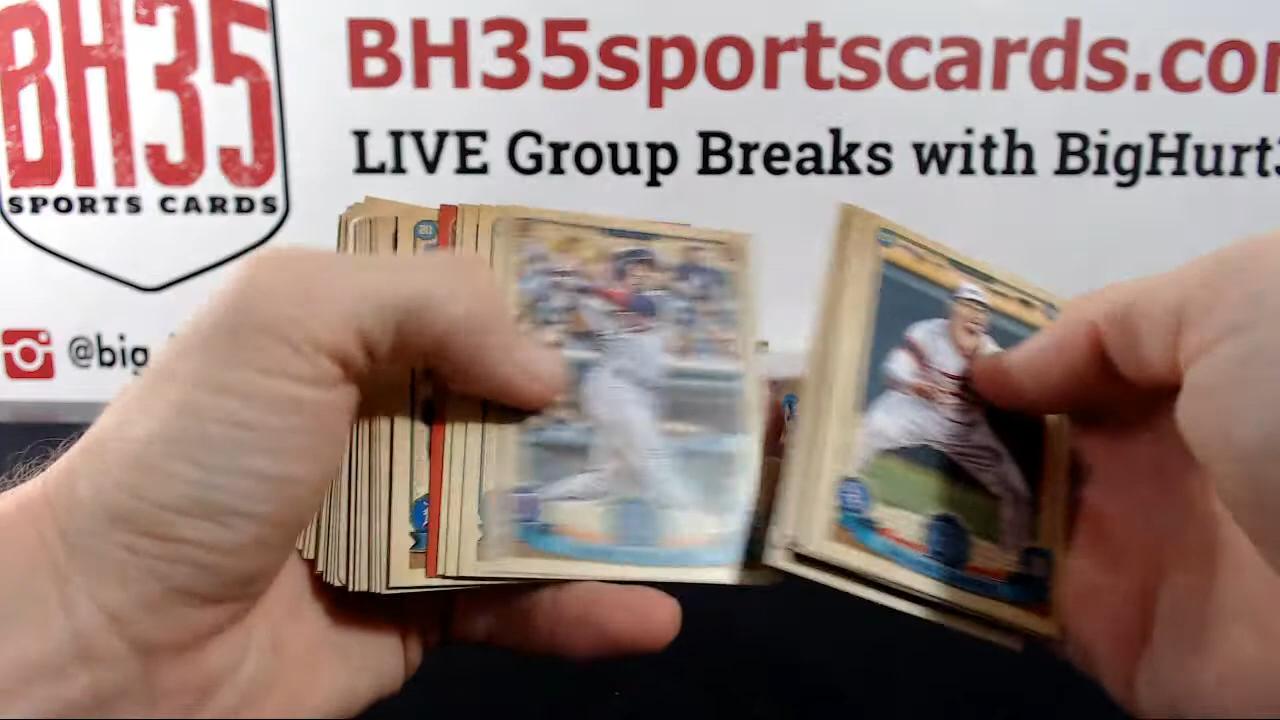 BH35
SPORTS CARDS
BH35sportscards.co
LIVE Group Breaks with BigHurt
@big